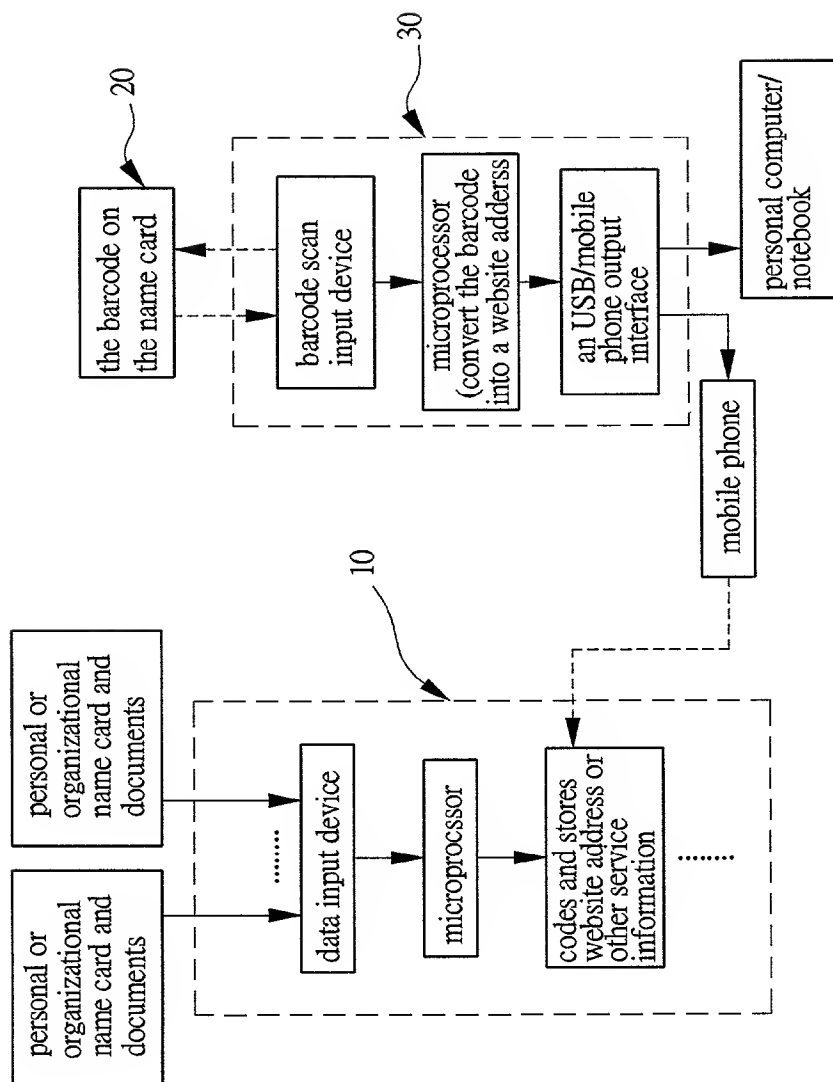 personal or
organizational
name card and
documents
personal or
organizational
name card and
documents
10
data input device
........
microprocssor
codes and stores
website address or
other service
information
........
the barcode on
the name card
20
barcode scan
input device
30
microprocessor
(convert the barcode
into a website adderss
an USB/mobile
phone output
interface
mobile phone
personal computer/
notebook